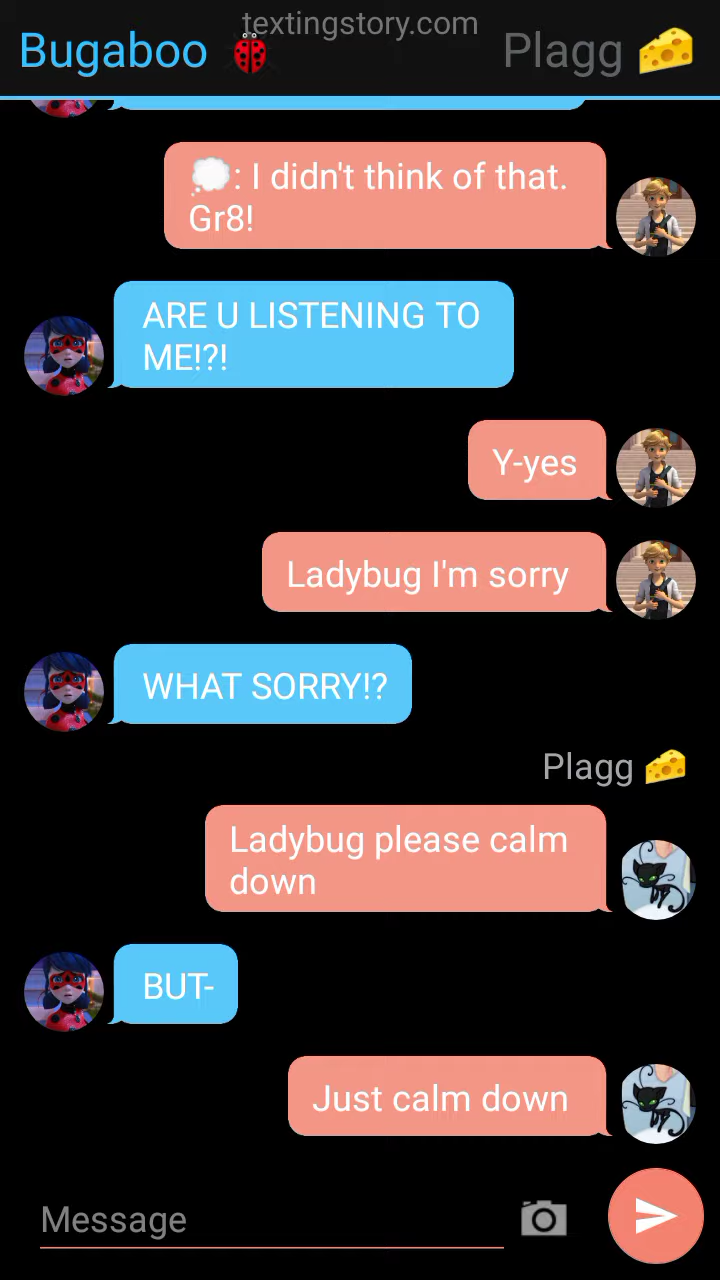 textingstory.com
Bugaboo 🐞 Plagg 🧀
💭: I didn't think of that.
Gr8!
ARE U LISTENING TO
ME!?!
Y-yes
Ladybug I'm sorry
WHAT SORRY!?
Plagg 🧀
Ladybug please calm
down
BUT-
Just calm down
Message